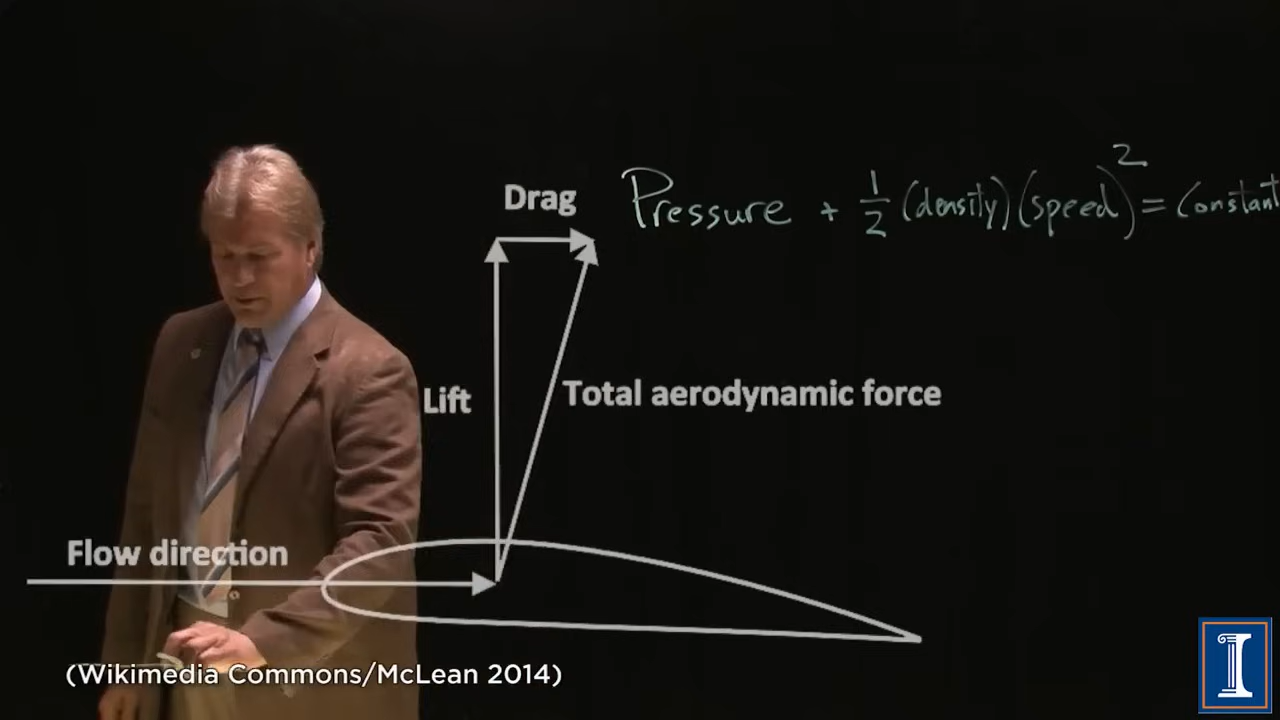 Drag
Pressure + 1/2 (density)(speed)² = Constant
Lift
Total aerodynamic force
Flow direction
(Wikimedia Commons/McLean 2014)
I